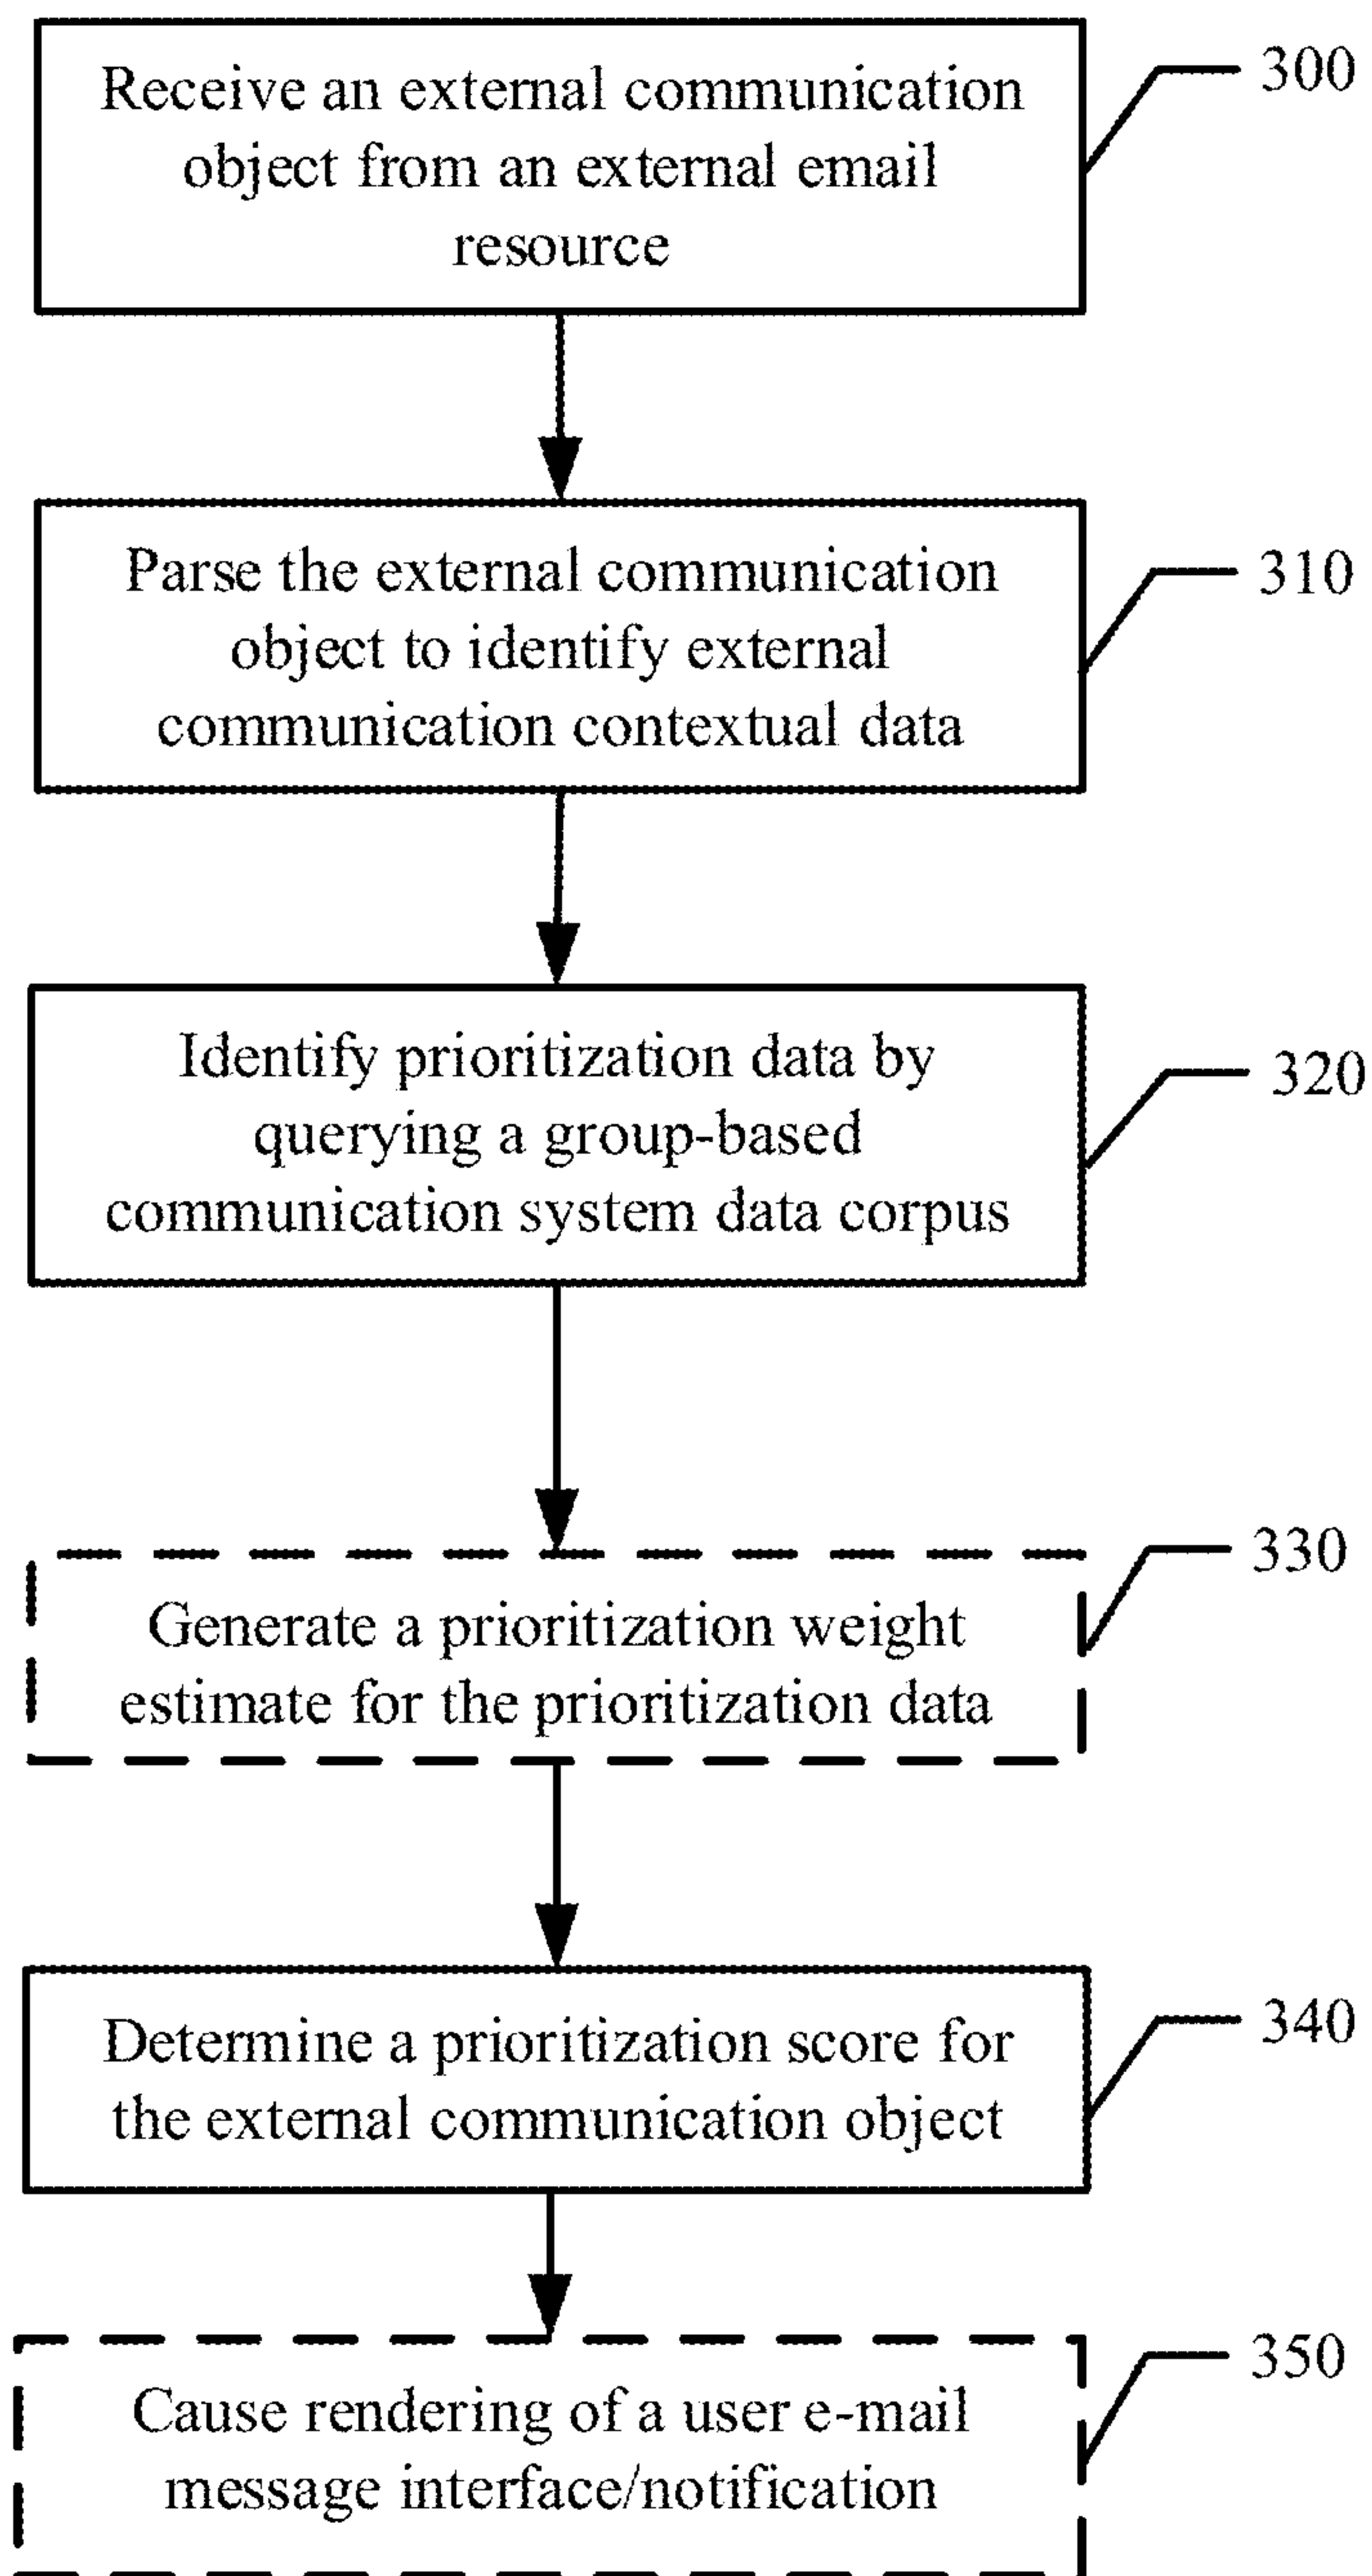 Receive an external communication
object from an external email
resource
300
Parse the external communication
object to identify external
communication contextual data
310
Identify prioritization data by
querying a group-based
communication system data corpus
320
Generate a prioritization weight
estimate for the prioritization data
330
Determine a prioritization score for
the external communication object
340
Cause rendering of a user e-mail
message interface/notification
350